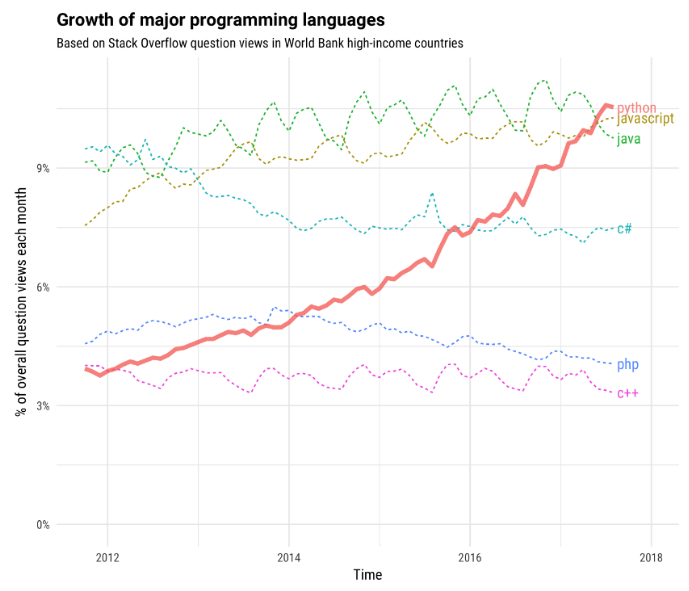 Growth of major programming languages
Based on Stack Overflow question views in World Bank high-income countries
% of overall question views each month
9%
6%
3%
0%
python
javascript
java
c#
php
c++
2012
2014
2016
2018
Time